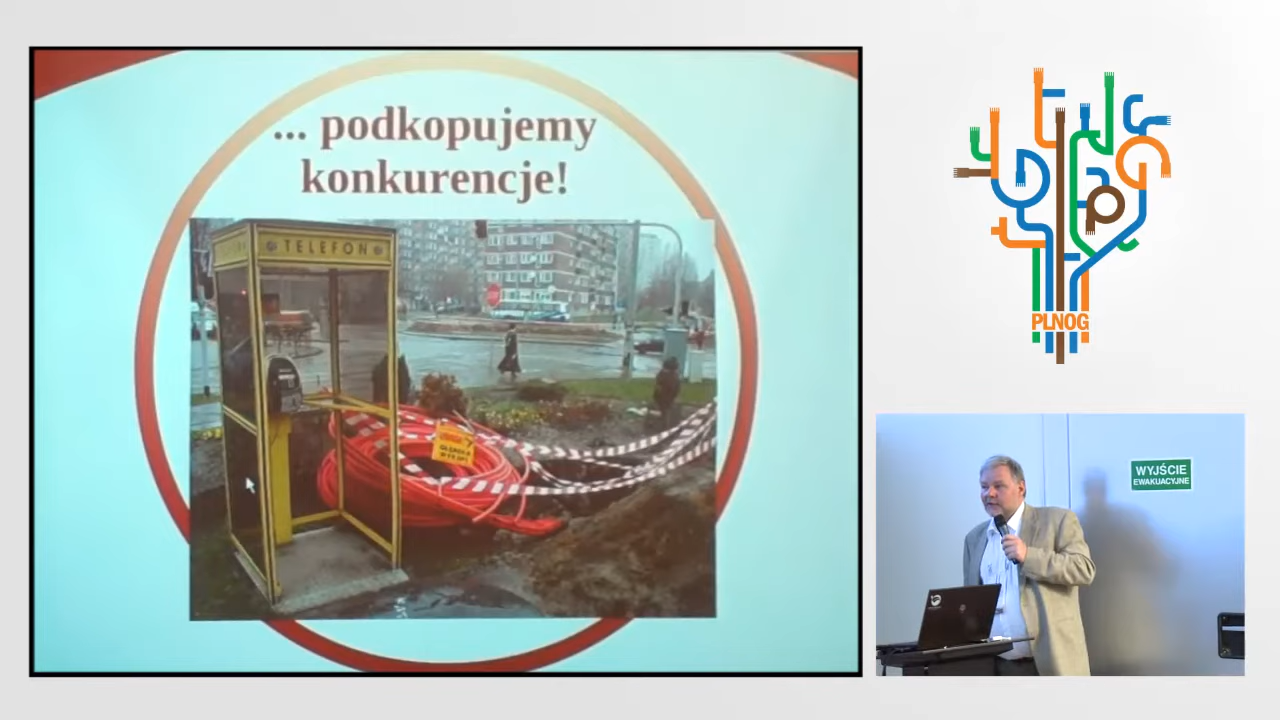 ... podkopujemy
konkurencje!
TELEFON
PLNOG
WYJŚCIE
EWAKUACYJNE